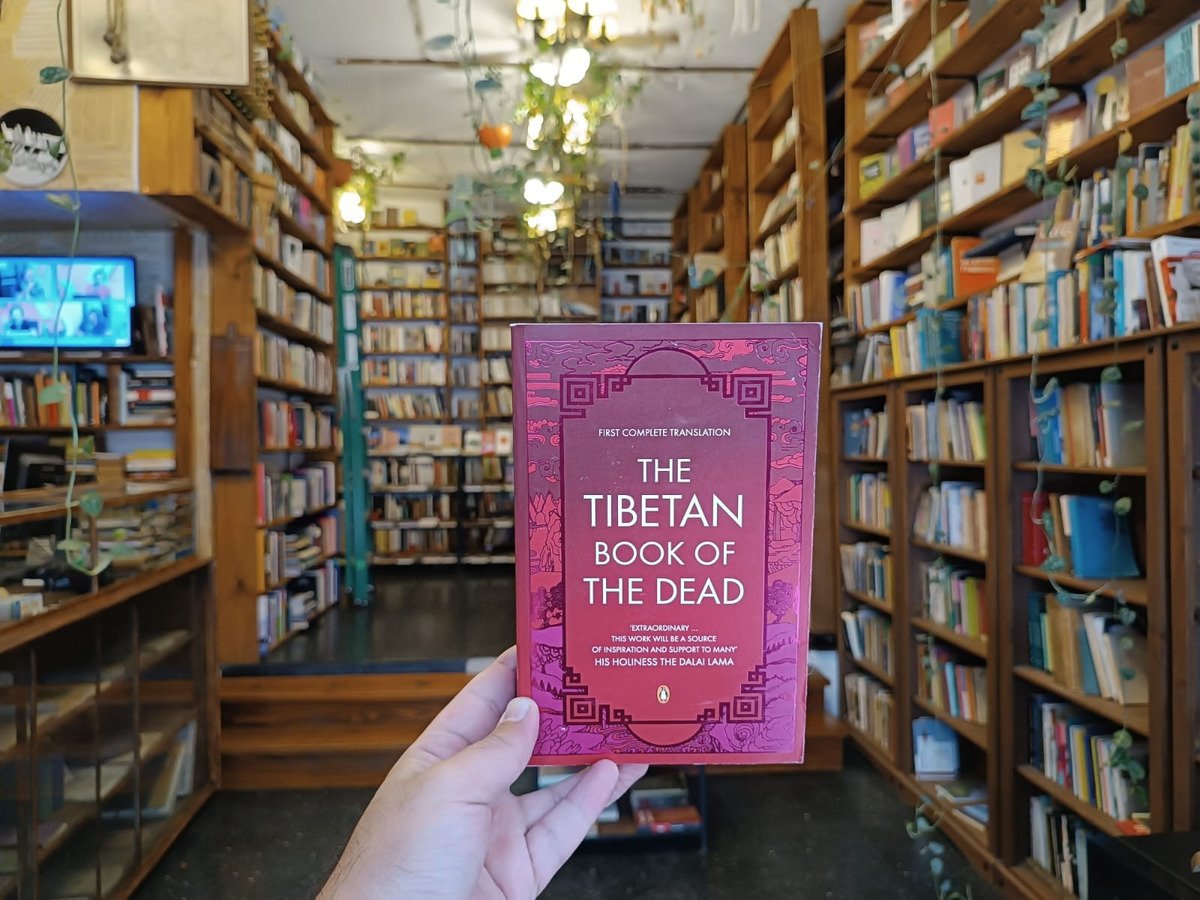 FIRST COMPLETE TRANSLATION
THE
TIBETAN
BOOK OF
THE DEAD
'EXTRAORDINARY ...
THIS WORK WILL BE A SOURCE
OF INSPIRATION AND SUPPORT TO MANY'
HIS HOLINESS THE DALAI LAMA